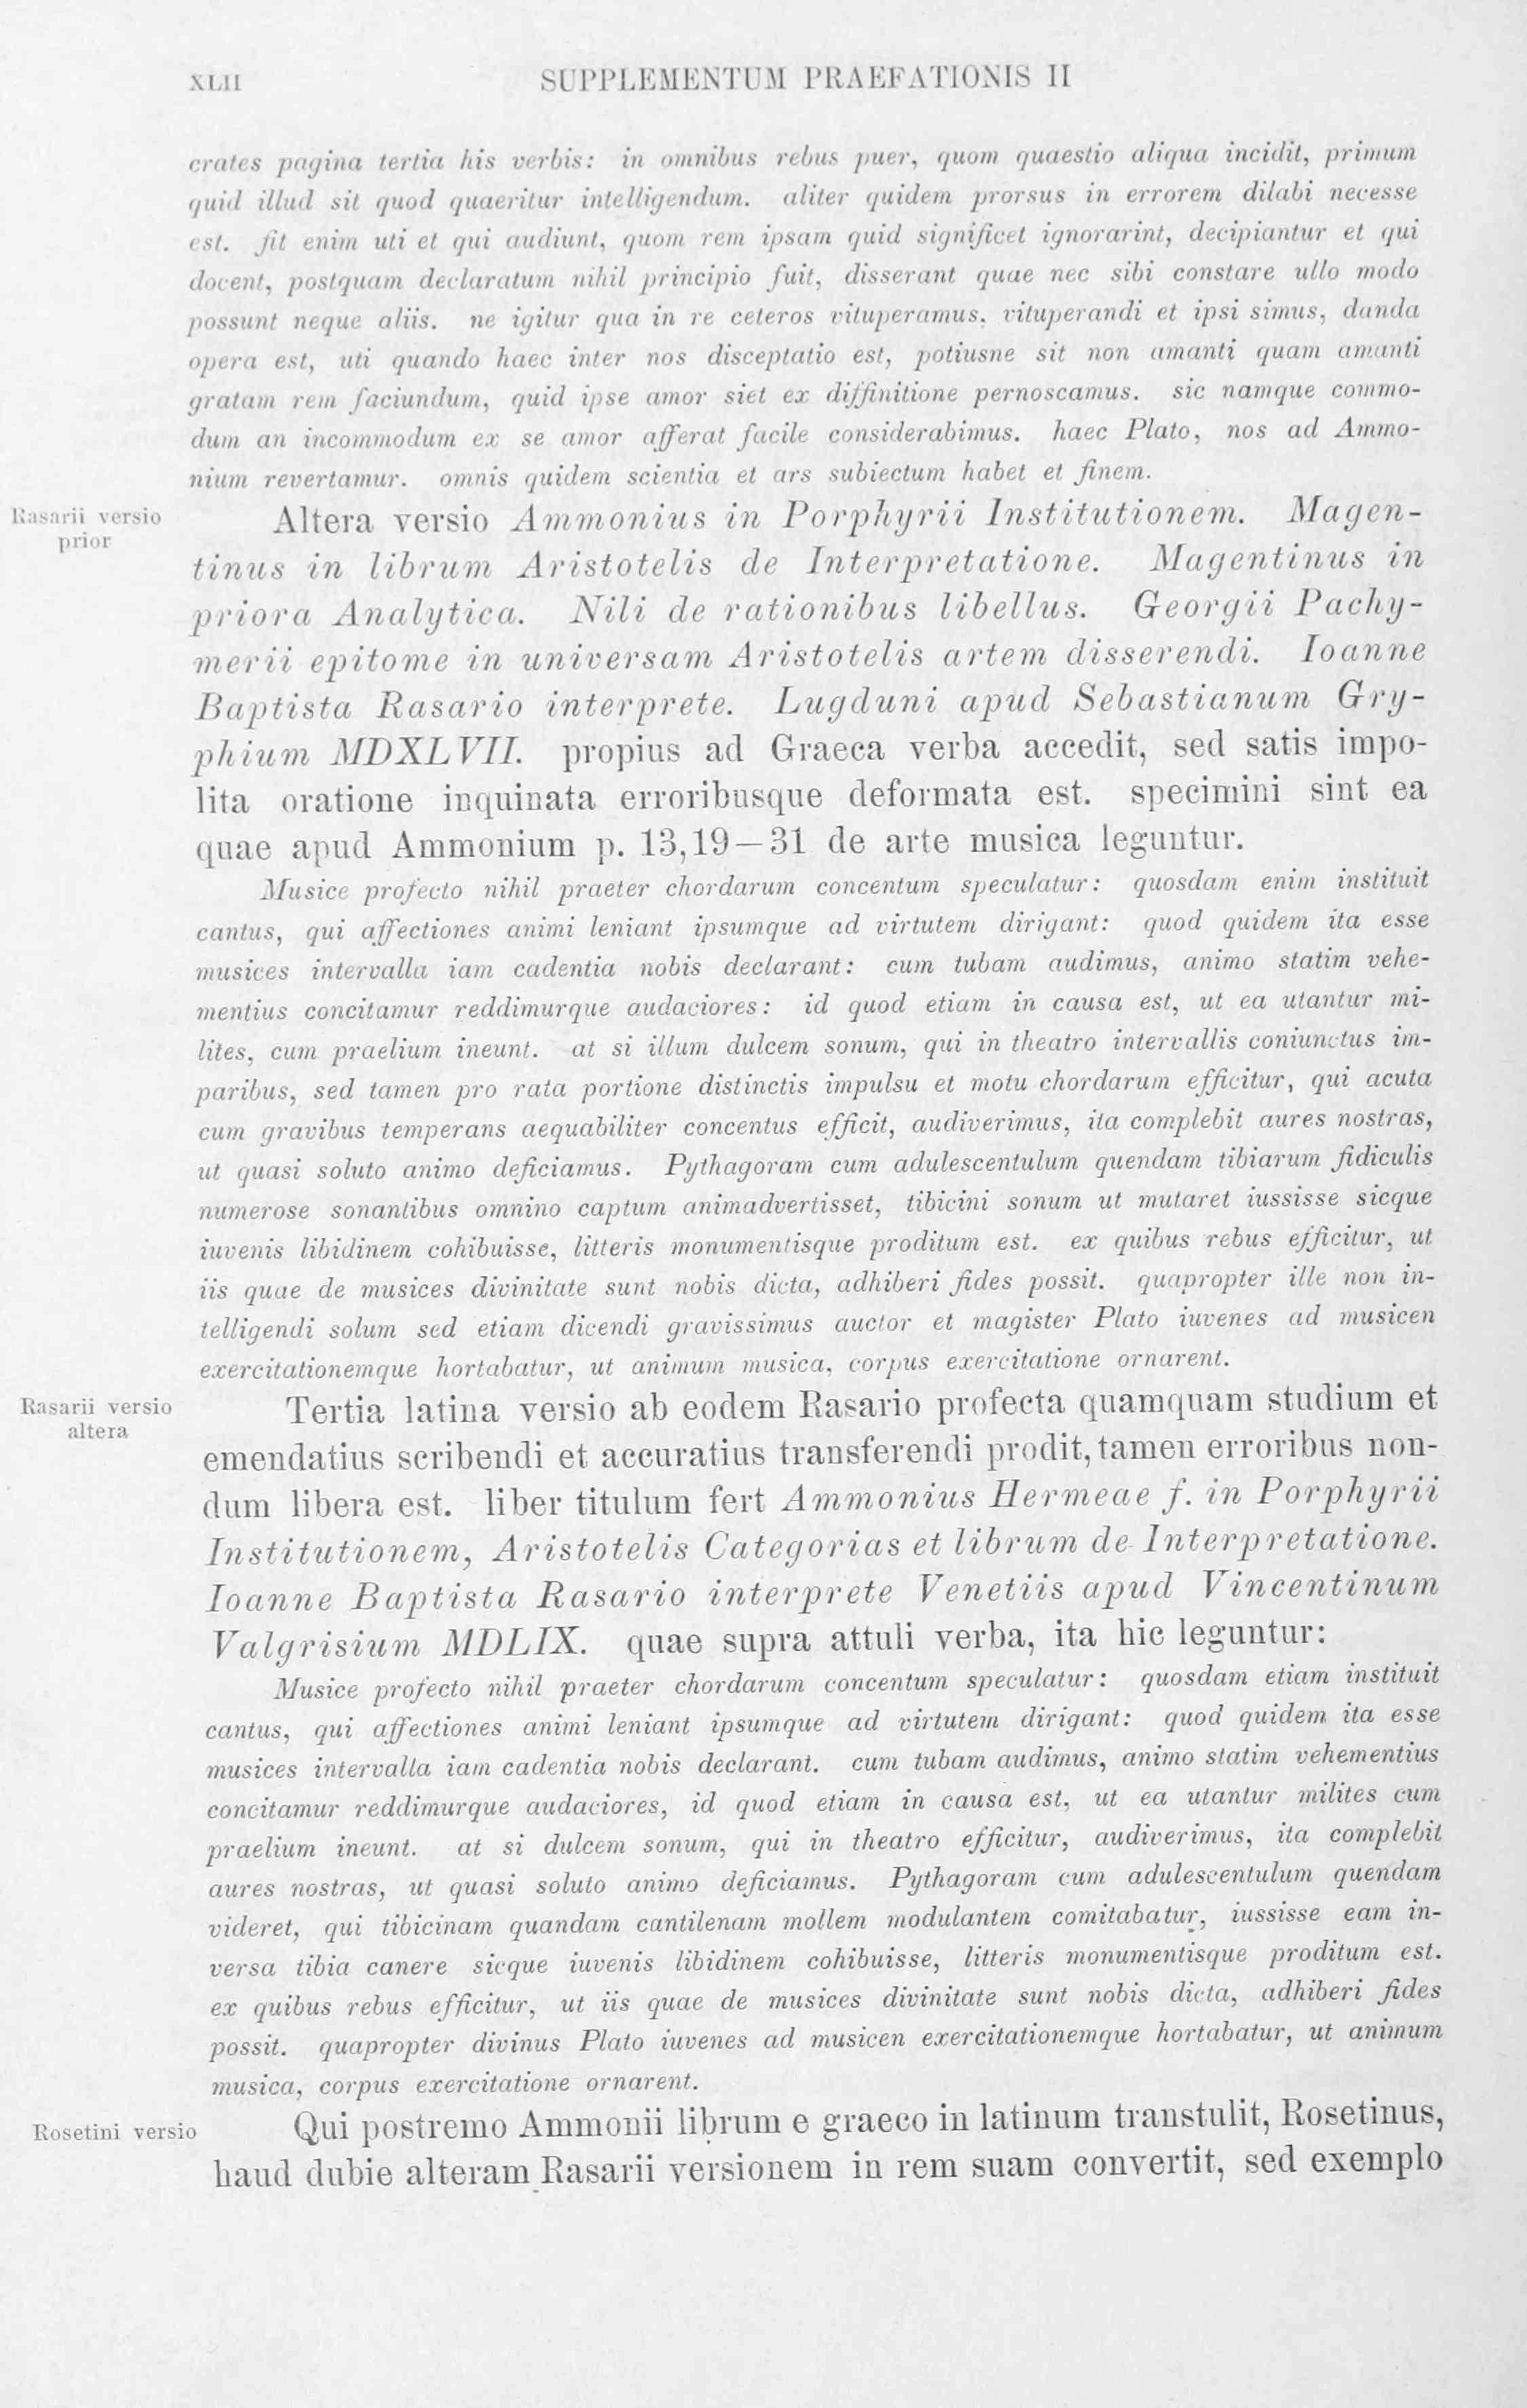 XLII SUPPLEMENTUM PRAEFATIONIS II
crates pagina tertia his verbis: in omnibus rebus puer, quom quaestio aliqua incidit, primum
quid illud sit quod quaeritur intelligendum. aliter quidem prorsus in errorem dilabi necesse
est. fit enim uti et qui audiunt, quom rem ipsam quid significet ignorarint, decipiantur et qui
docent, postquam declaratum nihil principio fuit, disserant quae nec sibi constare ullo modo
possunt neque aliis. ne igitur qua in re ceteros vituperamus, vituperandi et ipsi simus, danda
opera est, uti quando haec inter nos disceptatio est, potiusne sit non amanti quam amanti
gratam rem faciundum, quid ipse amor siet ex diffinitione pernoscamus. sic namque commo-
dum an incommodum ex se amor afferat facile considerabimus. haec Plato, nos ad Ammo-
nium revertamur. omnis quidem scientia et ars subiectum habet et finem.
Rasarii versio
prior
Altera versio Ammonius in Porphyrii Institutionem. Magen-
tinus in librum Aristotelis de Interpretatione. Magentinus in
priora Analytica. Nili de rationibus libellus. Georgii Pachy-
merii epitome in universam Aristotelis artem disserendi. Ioanne
Baptista Rasario interprete. Lugduni apud Sebastianum Gry-
phium MDXLVII. propius ad Graeca verba accedit, sed satis impo-
lita oratione inquinata erroribusque deformata est. specimini sint ea
quae apud Ammonium p. 13,19—31 de arte musica leguntur.
Musice profecto nihil praeter chordarum concentum speculatur: quosdam enim instituit
cantus, qui affectiones animi leniant ipsumque ad virtutem dirigant: quod quidem ita esse
musices intervalla iam cadentia nobis declarant: cum tubam audimus, animo statim vehe-
mentius concitamur reddimurque audaciores: id quod etiam in causa est, ut ea utantur mi-
lites, cum praelium ineunt. at si illum dulcem sonum, qui in theatro intervallis coniunctus im-
paribus, sed tamen pro rata portione distinctis impulsu et motu chordarum efficitur, qui acuta
cum gravibus temperans aequabiliter concentus efficit, audiverimus, ita complebit aures nostras,
ut quasi soluto animo deficiamus. Pythagoram cum adulescentulum quendam tibiarum fidiculis
numerose sonantibus omnino captum animadvertisset, tibicini sonum ut mutaret iussisse sicque
iuvenis libidinem cohibuisse, litteris monumentisque proditum est. ex quibus rebus efficitur, ut
iis quae de musices divinitate sunt nobis dicta, adhiberi fides possit. quapropter ille non in-
telligendi solum sed etiam dicendi gravissimus auctor et magister Plato iuvenes ad musicen
exercitationemque hortabatur, ut animum musica, corpus exercitatione ornarent.
Rasarii versio
altera
Tertia latina versio ab eodem Rasario profecta quamquam studium et
emendatius scribendi et accuratius transferendi prodit, tamen erroribus non-
dum libera est. liber titulum fert Ammonius Hermeae f. in Porphyrii
Institutionem, Aristotelis Categorias et librum de Interpretatione.
Ioanne Baptista Rasario interprete Venetiis apud Vincentinum
Valgrisium MDLIX. quae supra attuli verba, ita hic leguntur:
Musice profecto nihil praeter chordarum concentum speculatur: quosdam etiam instituit
cantus, qui affectiones animi leniant ipsumque ad virtutem dirigant: quod quidem ita esse
musices intervalla iam cadentia nobis declarant. cum tubam audimus, animo statim vehementius
concitamur reddimurque audaciores, id quod etiam in causa est, ut ea utantur milites cum
praelium ineunt. at si dulcem sonum, qui in theatro efficitur, audiverimus, ita complebit
aures nostras, ut quasi soluto animo deficiamus. Pythagoram cum adulescentulum quendam
videret, qui tibicinam quandam cantilenam mollem modulantem comitabatur, iussisse eam in-
versa tibia canere sicque iuvenis libidinem cohibuisse, litteris monumentisque proditum est.
ex quibus rebus efficitur, ut iis quae de musices divinitate sunt nobis dicta, adhiberi fides
possit. quapropter divinus Plato iuvenes ad musicen exercitationemque hortabatur, ut animum
musica, corpus exercitatione ornarent.
Rosetini versio
Qui postremo Ammonii librum e graeco in latinum transtulit, Rosetinus,
haud dubie alteram Rasarii versionem in rem suam convertit, sed exemplo